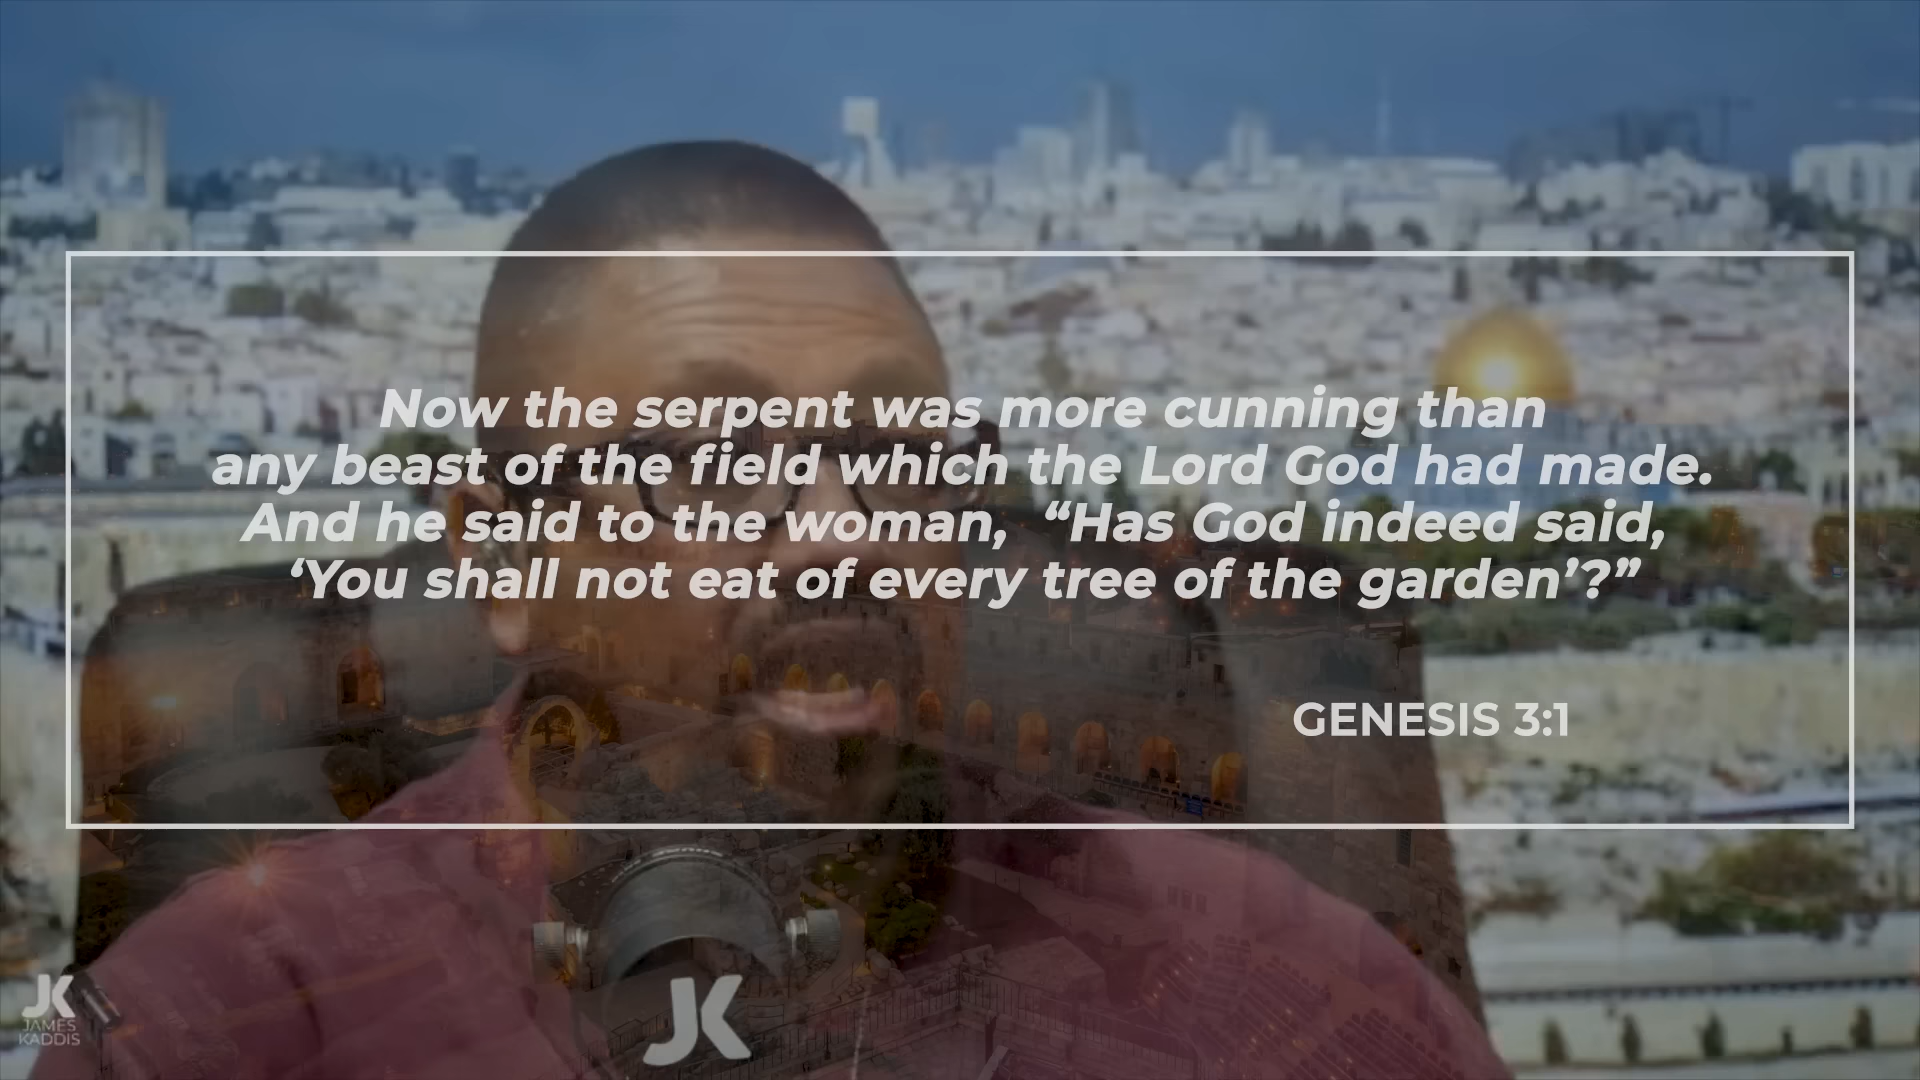 Now the serpent was more cunning than
any beast of the field which the Lord God had made.
And he said to the woman, “Has God indeed said,
‘You shall not eat of every tree of the garden’?”
GENESIS 3:1
JK
JAMES
KADDIS
JK